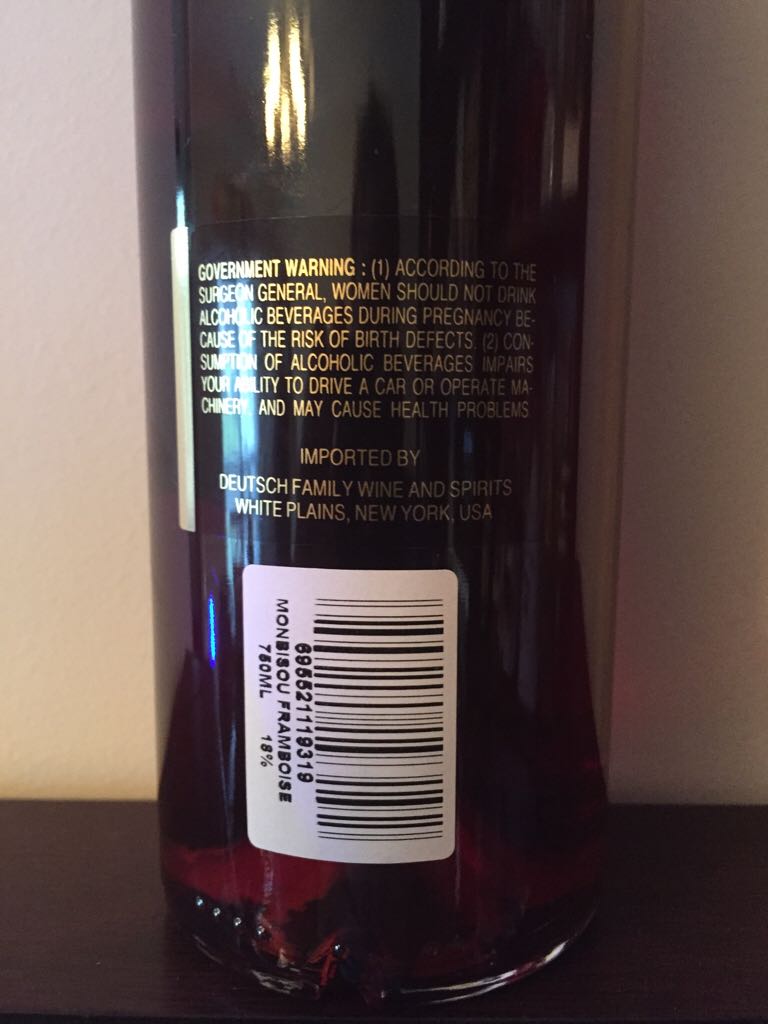 GOVERNMENT WARNING : (1) ACCORDING TO THE
SURGEON GENERAL, WOMEN SHOULD NOT DRINK
ALCOHOLIC BEVERAGES DURING PREGNANCY BE-
CAUSE OF THE RISK OF BIRTH DEFECTS. (2) CON-
SUMPTION OF ALCOHOLIC BEVERAGES IMPAIRS
YOUR ABILITY TO DRIVE A CAR OR OPERATE MA-
CHINERY, AND MAY CAUSE HEALTH PROBLEMS
IMPORTED BY
DEUTSCH FAMILY WINE AND SPIRITS
WHITE PLAINS, NEW YORK, USA
695521119319
MONBISOU FRAMBOISE
750ML 18%